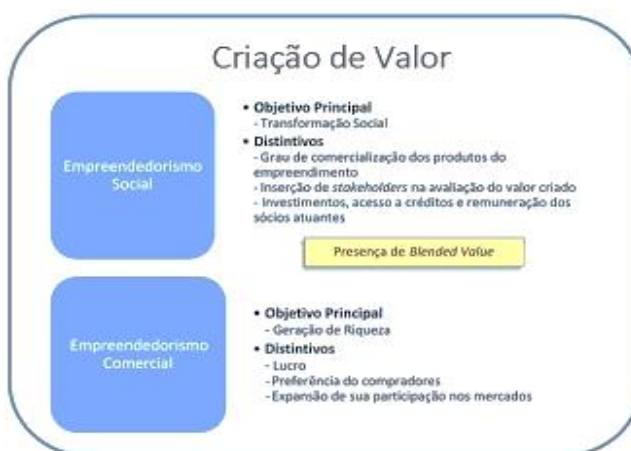 Criação de Valor
Empreendedorismo
Social
• Objetivo Principal
- Transformação Social
• Distintivos
- Grau de comercialização dos produtos do
empreendimento
- Inserção de stakeholders na avaliação do valor criado
- Investimentos, acesso a créditos e remuneração dos
sócios atuantes
Presença de Blended Value
Empreendedorismo
Comercial
• Objetivo Principal
- Geração de Riqueza
• Distintivos
- Lucro
- Preferência do compradores
- Expansão de sua participação nos mercados